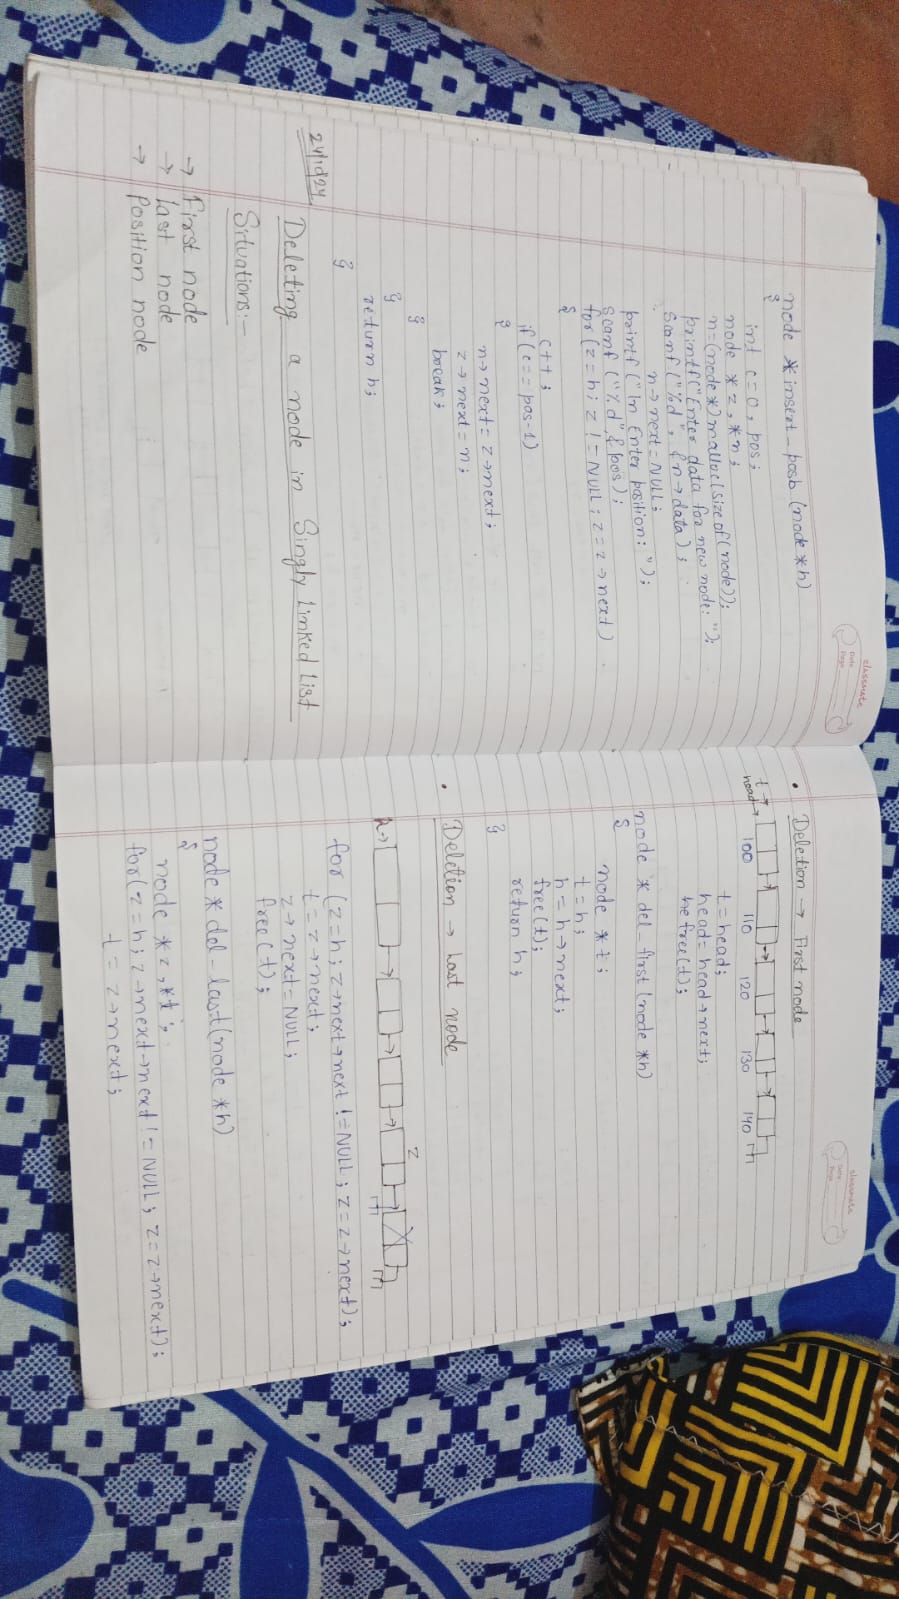 classmate
Date
Page
node *insert_posb (node *h)
{
int c=0, pos;
node *z, *n;
n=(node*)malloc(sizeof(node));
printf("Enter data for new node: ");
scanf ("%d", &n→data);
n→next=NULL;
printf("\n Enter position: ");
scanf ("%d",&pos);
for(z=h; z!=NULL; z=z→next)
{
c++;
if(c==pos-1)
{
n→next=z→next;
z→next=n;
break;
}
}
return h;
}
24/10/24
Deleting a node in Singly Linked List
Situations:-
→ First node
→ Last node
→ Position node
classmate
Date
Page
• Deletion → First node
t→
head→
100 110 120 130 140
t=head;
head=head→next;
free(t);
node * del_first (node *h)
{
node *t;
t=h;
h=h→next;
free(t);
return h;
}
• Deletion → Last node
z
h→
for (z=h; z→next→next!=NULL; z=z→next);
t=z→next;
z→next=NULL;
free(t);
node * del_last(node *h)
{
node *z, *t;
for(z=h; z→next→next!=NULL; z=z→next);
t=z→next;